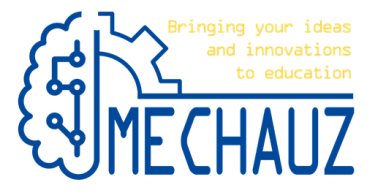 Bringing your ideas
and innovations
to education
MECHAUZ